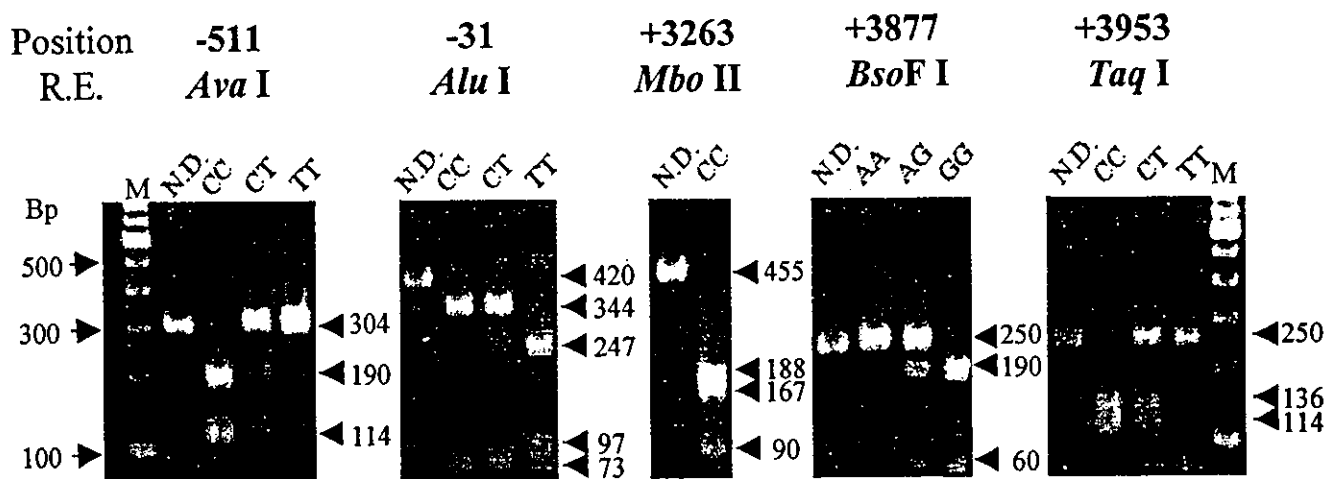 Position -511 -31 +3263 +3877 +3953
R.E. Ava I Alu I Mbo II BsoF I Taq I
M N.D. CC CT TT N.D. CC CT TT N.D. CC N.D. AA AG GG N.D. CC CT TT M
Bp
500 420 455
300 304 344 250 250
247
190 188 190
167 136
114 114
100 97 90 60
73